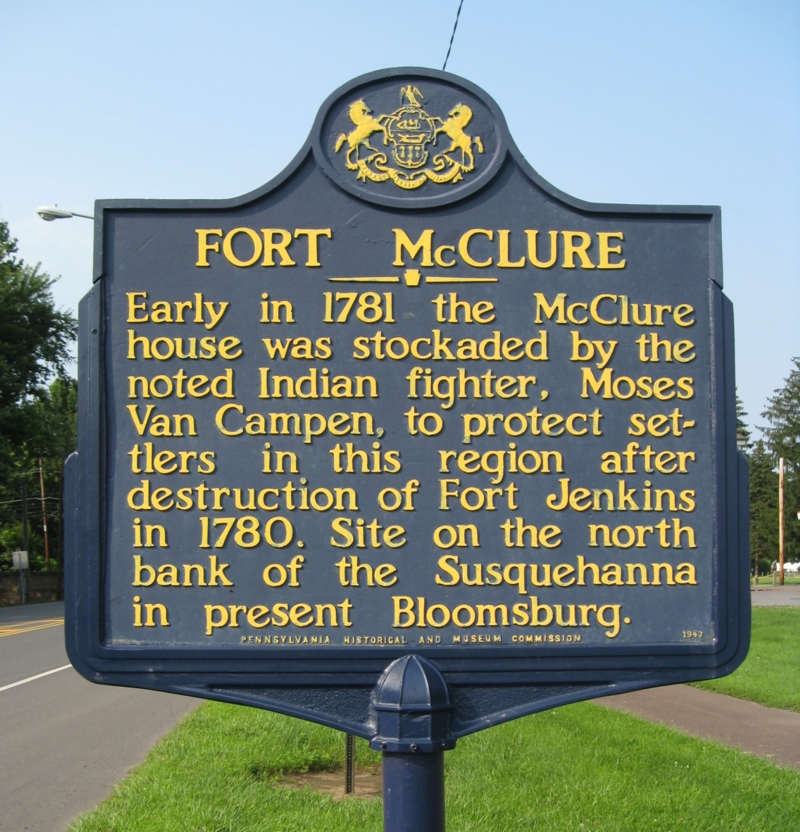 FORT McCLURE
Early in 1781 the McClure
house was stockaded by the
noted Indian fighter, Moses
Van Campen, to protect set-
tlers in this region after
destruction of Fort Jenkins
in 1780. Site on the north
bank of the Susquehanna
in present Bloomsburg.
PENNSYLVANIA HISTORICAL AND MUSEUM COMMISSION 1947